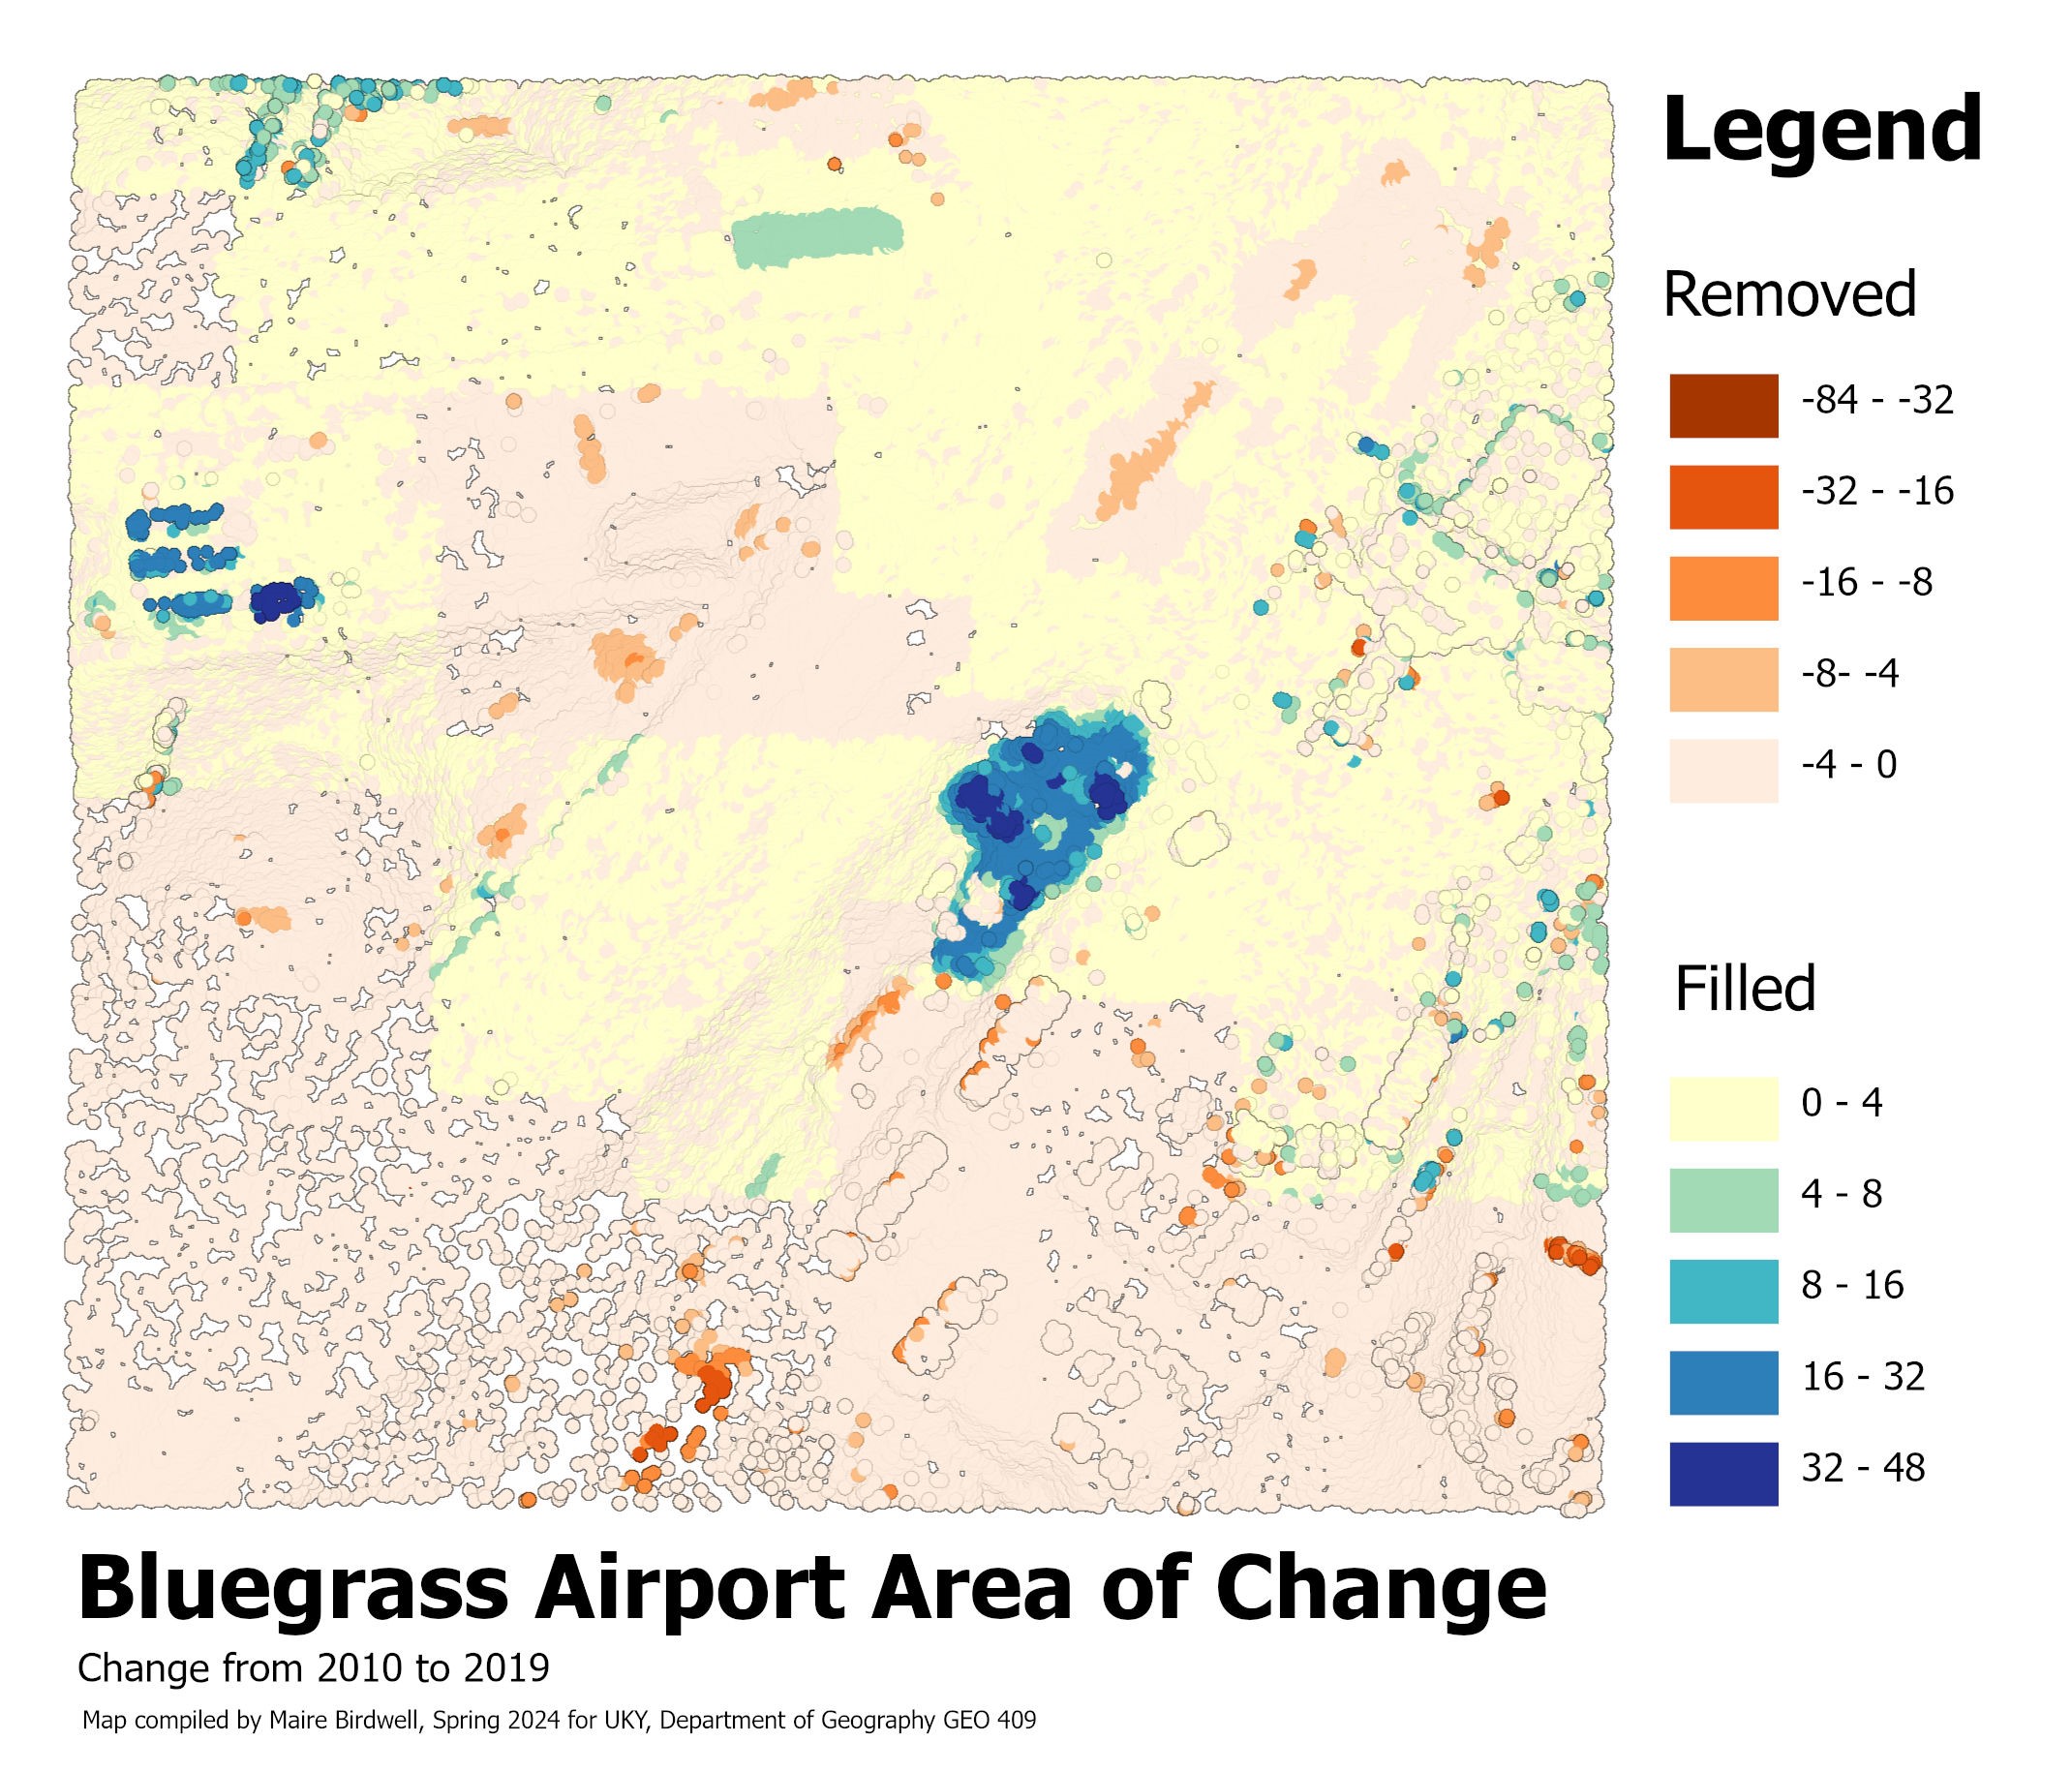 Legend
Removed
-84 - -32
-32 - -16
-16 - -8
-8- -4
-4 - 0
Filled
0 - 4
4 - 8
8 - 16
16 - 32
32 - 48
Bluegrass Airport Area of Change
Change from 2010 to 2019
Map compiled by Maire Birdwell, Spring 2024 for UKY, Department of Geography GEO 409